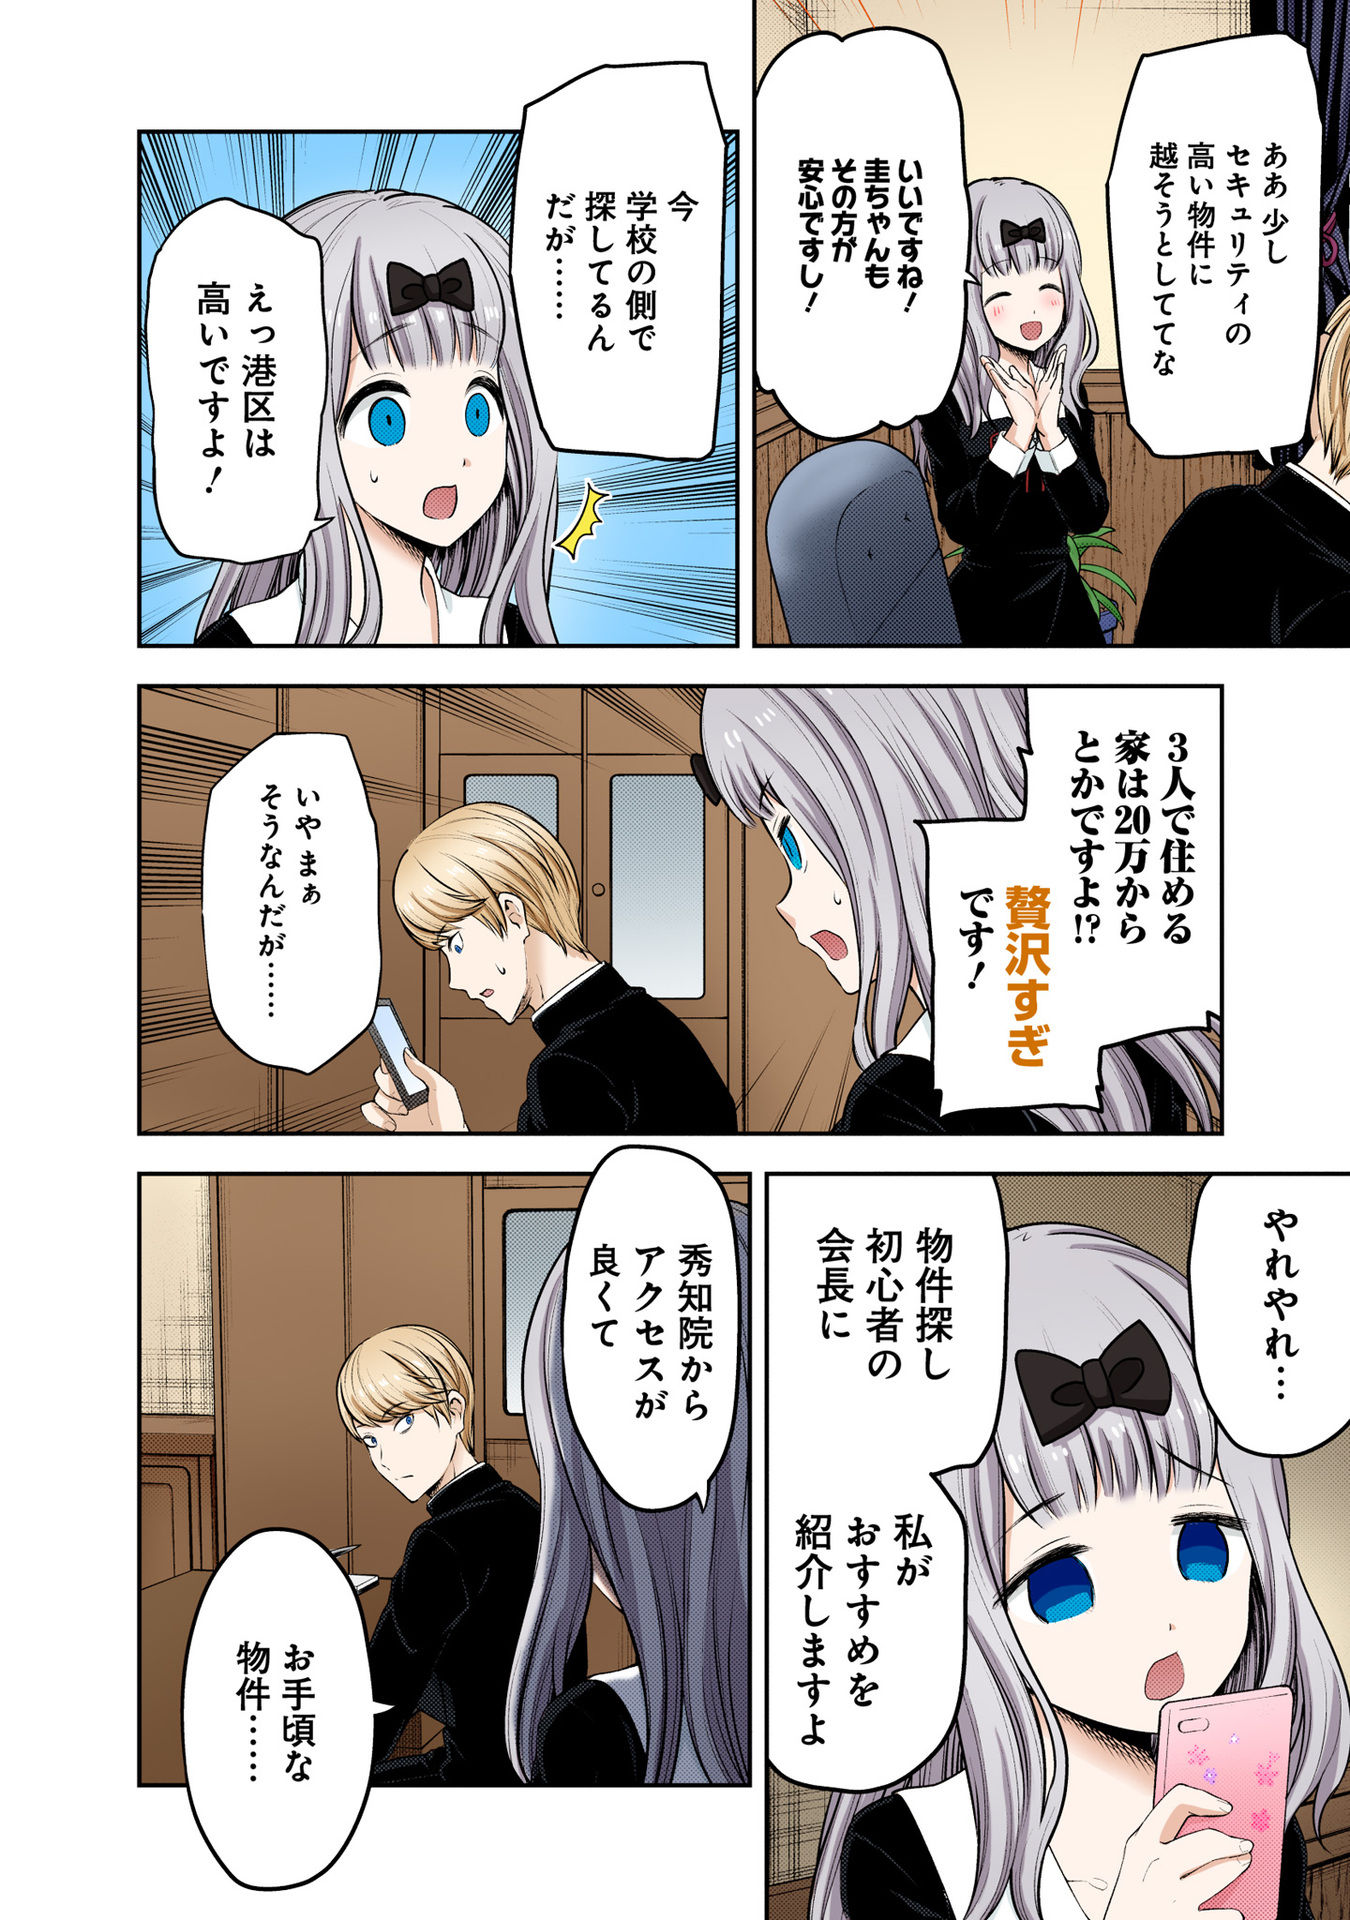 ああ少し
セキュリティの
高い物件に
越そうとしててな
いいですね!
圭ちゃんも
その方が
安心ですし!
今
学校の側で
探してるん
だが……
えっ港区は
高いですよ!
3人で住める
家は20万から
とかですよ!?
贅沢すぎ
です!
いやまぁ
そうなんだが……
やれやれ…
物件探し
初心者の
会長に
私が
おすすめを
紹介しますよ
秀知院から
アクセスが
良くて
お手頃な
物件……